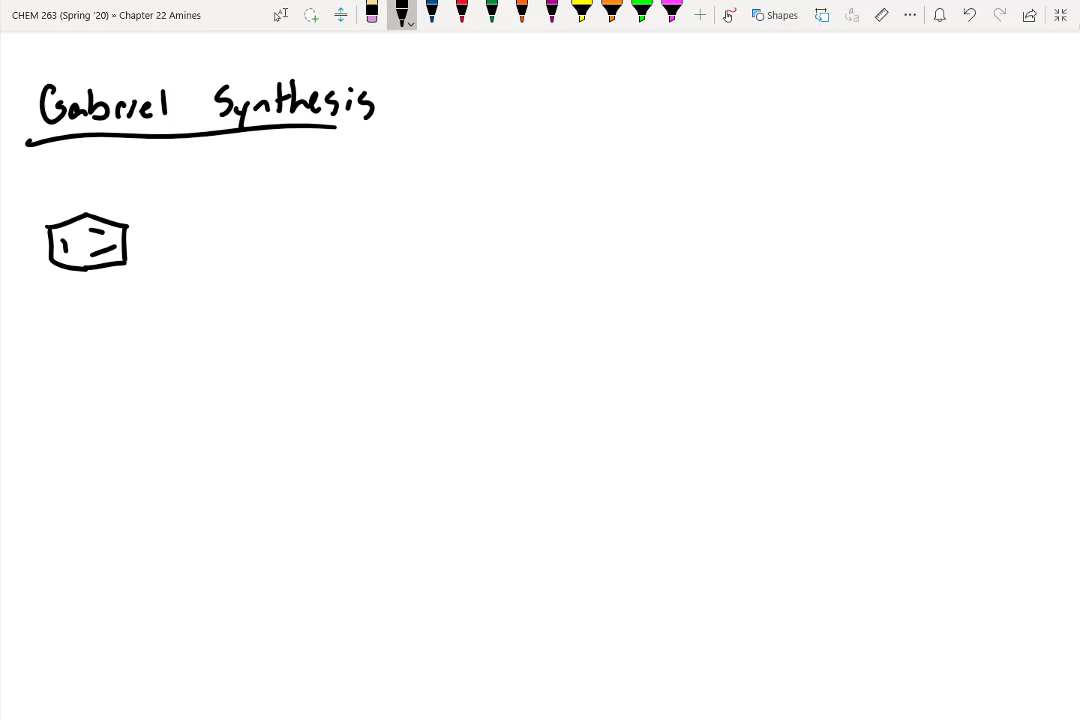 CHEM 263 (Spring '20) » Chapter 22 Amines
Shapes
Gabriel Synthesis